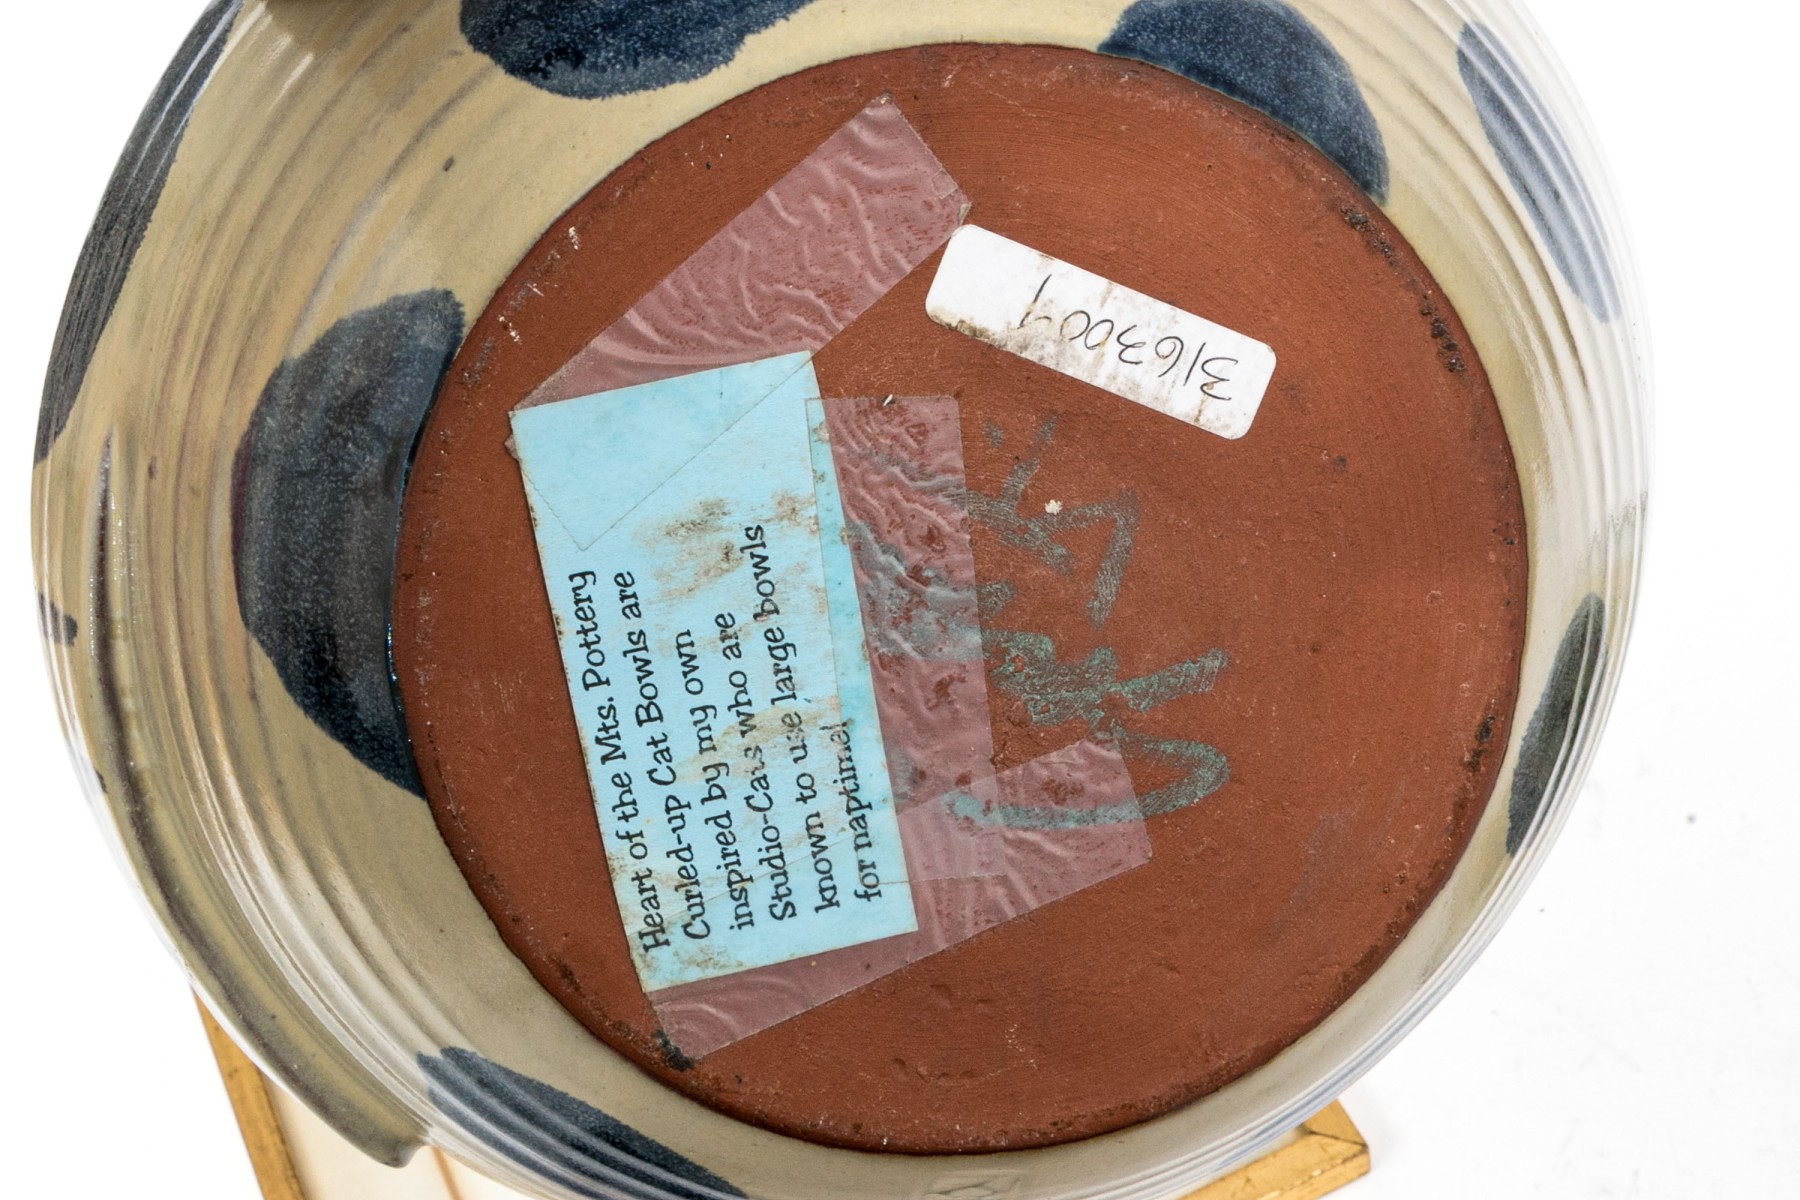 Heart of the Mts. Pottery
Curled-up Cat Bowls are
inspired by my own
Studio-Cats who are
known to use large bowls
for naptime!
3163007